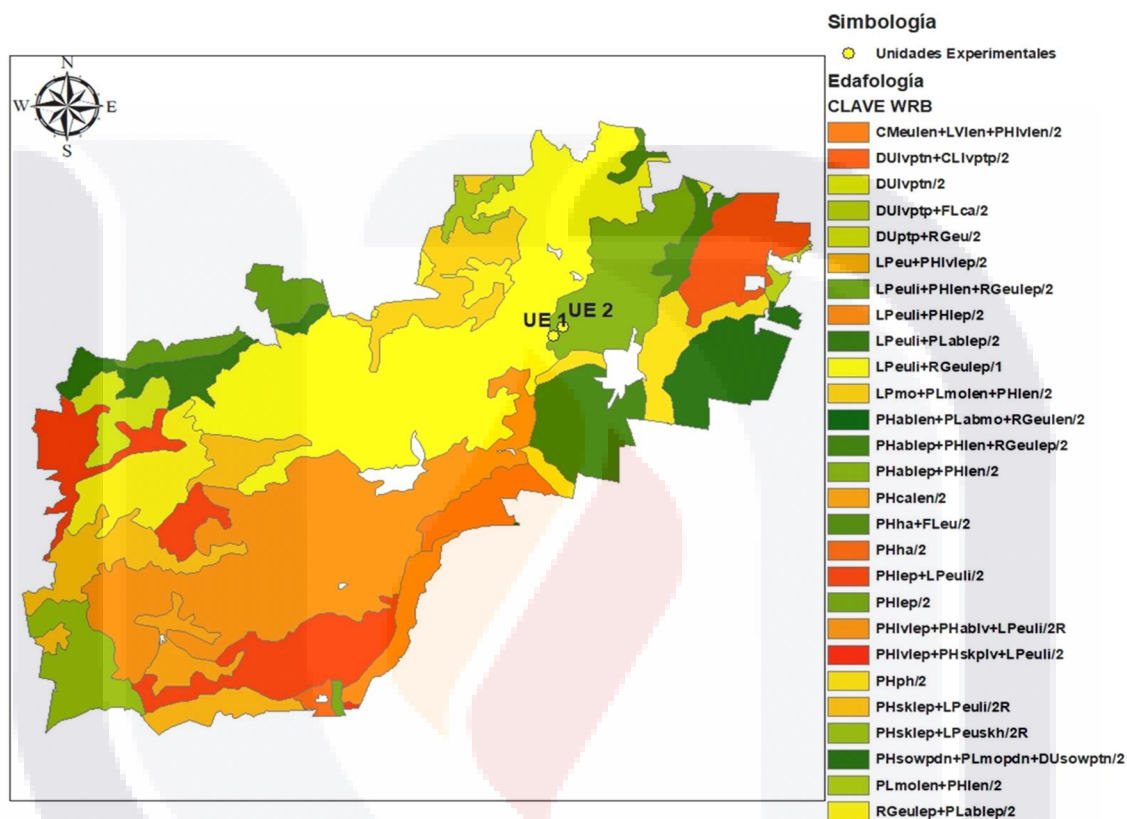 Simbología
Unidades Experimentales
Edafología
CLAVE WRB
CMeulen+LVlen+PHlvlen/2
DUlvptn+CLlvptp/2
DUlvptn/2
DUlvptp+FLca/2
DUptp+RGeu/2
LPeu+PHlvlep/2
LPeuli+PHlen+RGeulep/2
LPeuli+PHlep/2
LPeuli+PLablep/2
LPeuli+RGeulep/1
LPmo+PLmolen+PHlen/2
PHablen+PLabmo+RGeulen/2
PHablep+PHlen+RGeulep/2
PHablep+PHlen/2
PHcalen/2
PHha+FLeu/2
PHha/2
PHlep+LPeuli/2
PHlep/2
PHlvlep+PHablv+LPeuli/2R
PHlvlep+PHskplv+LPeuli/2
PHph/2
PHsklep+LPeuli/2R
PHsklep+LPeuskh/2R
PHsowpdn+PLmopdn+DUsowptn/2
PLmolen+PHlen/2
RGeulep+PLablep/2
N
W E
S
UE 1 UE 2